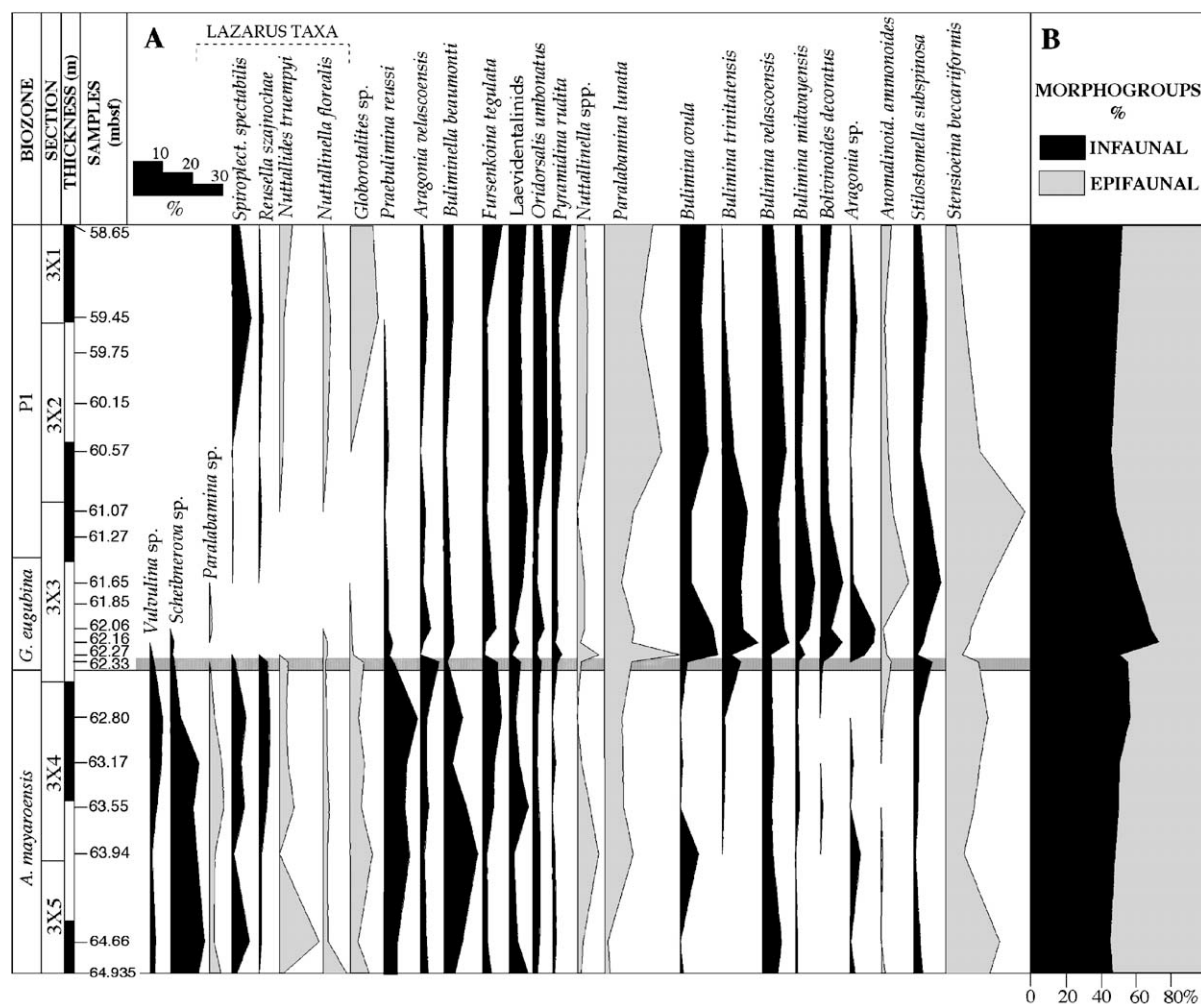 A
LAZARUS TAXA
B
BIOZONE
SECTION
THICKNESS (m)
SAMPLES
(mbsf)
10
20
30
%
Vulvulina sp.
Scheibnerova sp.
Paralabamina sp.
Spiroplect. spectabilis
Reusella szajnochae
Nuttallides truempyi
Nuttallinella florealis
Globorotalites sp.
Praebulimina reussi
Aragonia velascoensis
Buliminella beaumonti
Fursenkoina tegulata
Laevidentalinids
Oridorsalis umbonatus
Pyramidina rudita
Nuttallinella spp.
Paralabamina lunata
Bulimina ovula
Bulimina trinitatensis
Bulimina velascoensis
Bulimina midwayensis
Bolivinoides decoratus
Aragonia sp.
Anomalinoid. ammonoides
Stilostomella subspinosa
Stensioeina beccariiformis
MORPHOGROUPS
%
INFAUNAL
EPIFAUNAL
P1
G. eugubina
A. mayaroensis
3X1
3X2
3X3
3X4
3X5
58.65
59.45
59.75
60.15
60.57
61.07
61.27
61.65
61.85
62.06
62.16
62.27
62.33
62.80
63.17
63.55
63.94
64.66
64.935
0 20 40 60 80%